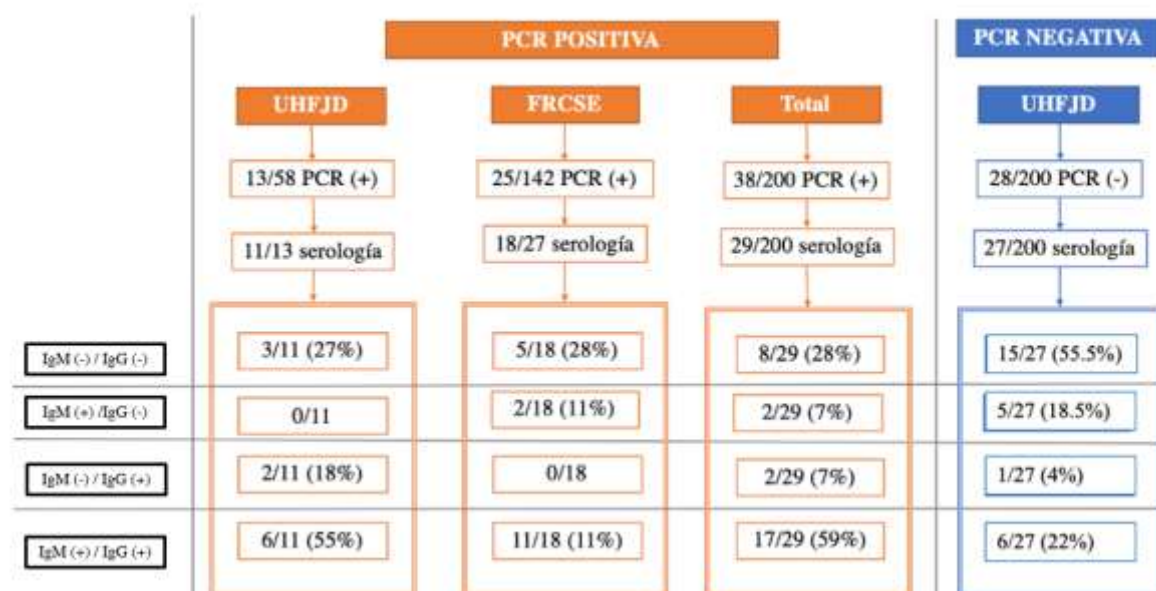 PCR POSITIVA PCR NEGATIVA
UHFJD FRCSE Total UHFJD
13/58 PCR (+) 25/142 PCR (+) 38/200 PCR (+) 28/200 PCR (-)
11/13 serología 18/27 serología 29/200 serología 27/200 serología
IgM (-) / IgG (-) 3/11 (27%) 5/18 (28%) 8/29 (28%) 15/27 (55.5%)
IgM (+) /IgG (-) 0/11 2/18 (11%) 2/29 (7%) 5/27 (18.5%)
IgM (-) / IgG (+) 2/11 (18%) 0/18 2/29 (7%) 1/27 (4%)
IgM (+) / IgG (+) 6/11 (55%) 11/18 (11%) 17/29 (59%) 6/27 (22%)